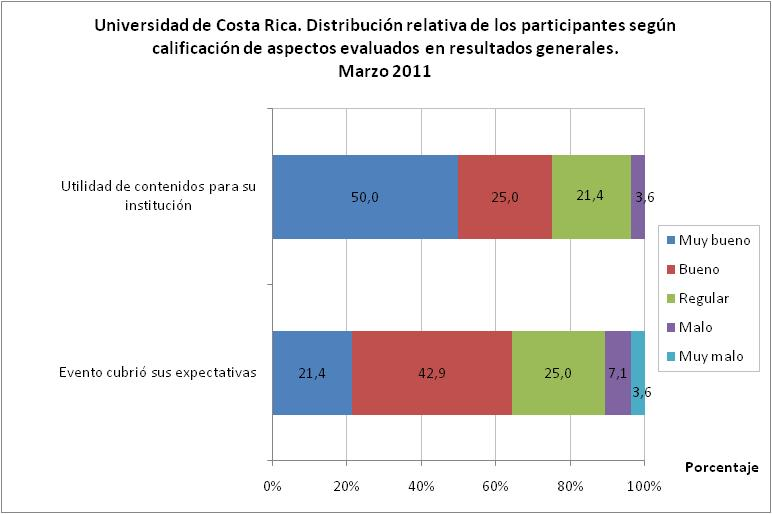 Universidad de Costa Rica. Distribución relativa de los participantes según
calificación de aspectos evaluados en resultados generales.
Marzo 2011
Utilidad de contenidos para su
institución
50,0
25,0
21,4
3,6
Muy bueno
Bueno
Regular
Malo
Muy malo
Evento cubrió sus expectativas
21,4
42,9
25,0
7,1
3,6
Porcentaje
0%
20%
40%
60%
80%
100%